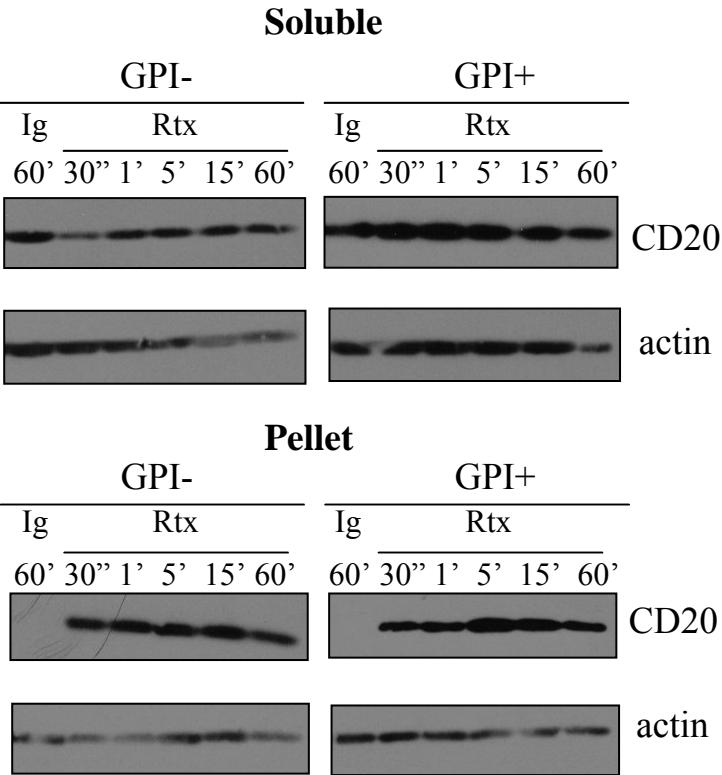 Soluble
GPI- GPI+
Ig Rtx Ig Rtx
60’ 30” 1’ 5’ 15’ 60’ 60’ 30” 1’ 5’ 15’ 60’
CD20
actin
Pellet
GPI- GPI+
Ig Rtx Ig Rtx
60’ 30” 1’ 5’ 15’ 60’ 60’ 30” 1’ 5’ 15’ 60’
CD20
actin